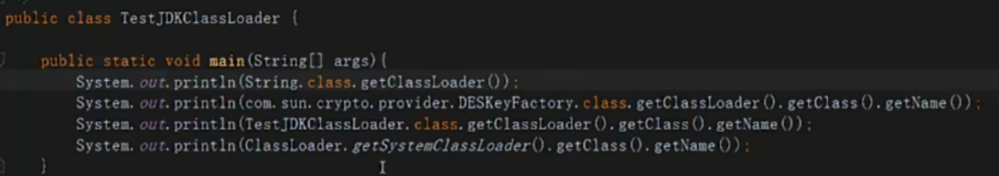 public class TestJDKClassLoader {
public static void main(String[] args){
System.out.println(String.class.getClassLoader());
System.out.println(com.sun.crypto.provider.DESKeyFactory.class.getClassLoader().getClass().getName());
System.out.println(TestJDKClassLoader.class.getClassLoader().getClass().getName());
System.out.println(ClassLoader.getSystemClassLoader().getClass().getName());
}